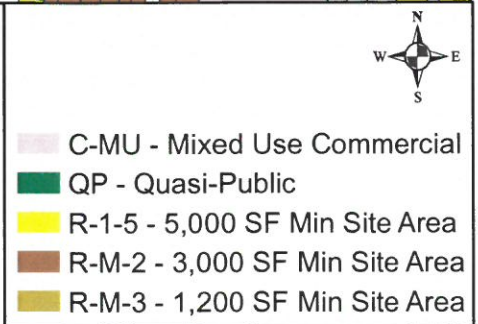 N
W E
S
C-MU - Mixed Use Commercial
QP - Quasi-Public
R-1-5 - 5,000 SF Min Site Area
R-M-2 - 3,000 SF Min Site Area
R-M-3 - 1,200 SF Min Site Area